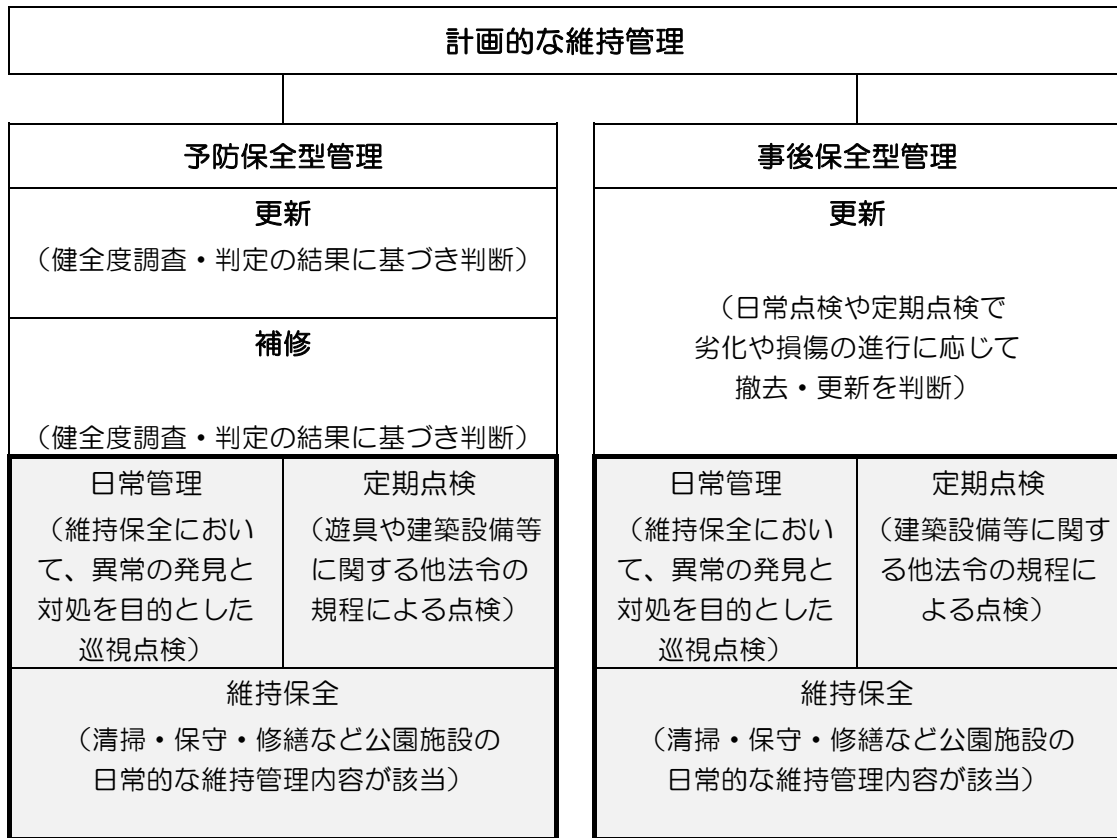 計画的な維持管理
予防保全型管理
更新
（健全度調査・判定の結果に基づき判断）
補修
（健全度調査・判定の結果に基づき判断）
日常管理
（維持保全におい
て、異常の発見と
対処を目的とした
巡視点検）
定期点検
（遊具や建築設備等
に関する他法令の
規程による点検）
維持保全
（清掃・保守・修繕など公園施設の
日常的な維持管理内容が該当）
事後保全型管理
更新
（日常点検や定期点検で
劣化や損傷の進行に応じて
撤去・更新を判断）
日常管理
（維持保全におい
て、異常の発見と
対処を目的とした
巡視点検）
定期点検
（建築設備等に関す
る他法令の規程に
よる点検）
維持保全
（清掃・保守・修繕など公園施設の
日常的な維持管理内容が該当）